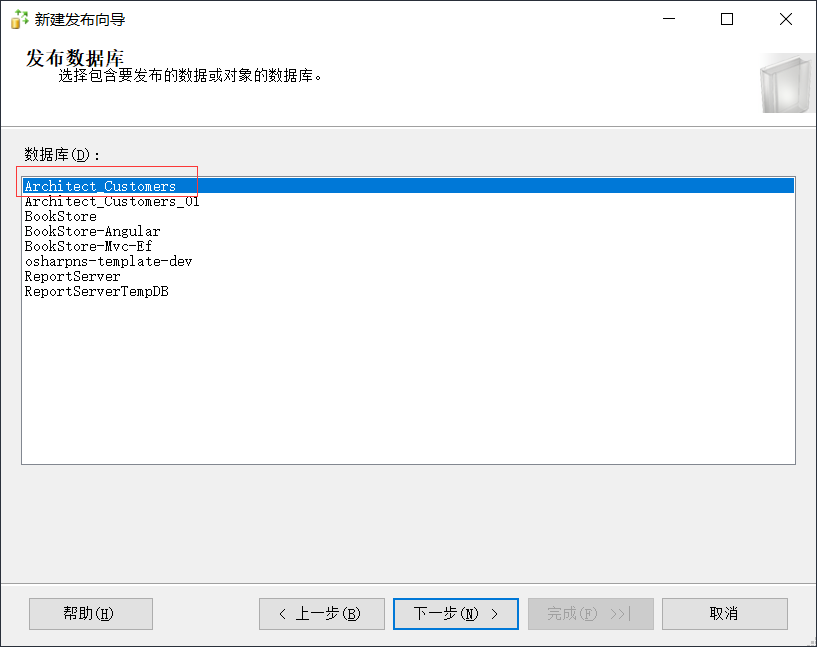 新建发布向导
发布数据库
选择包含要发布的数据或对象的数据库。
数据库(D)：
Architect_Customers
Architect_Customers_01
BookStore
BookStore-Angular
BookStore-Mvc-Ef
osharpns-template-dev
ReportServer
ReportServerTempDB
帮助(H) < 上一步(B) 下一步(N) > 完成(F) >>| 取消